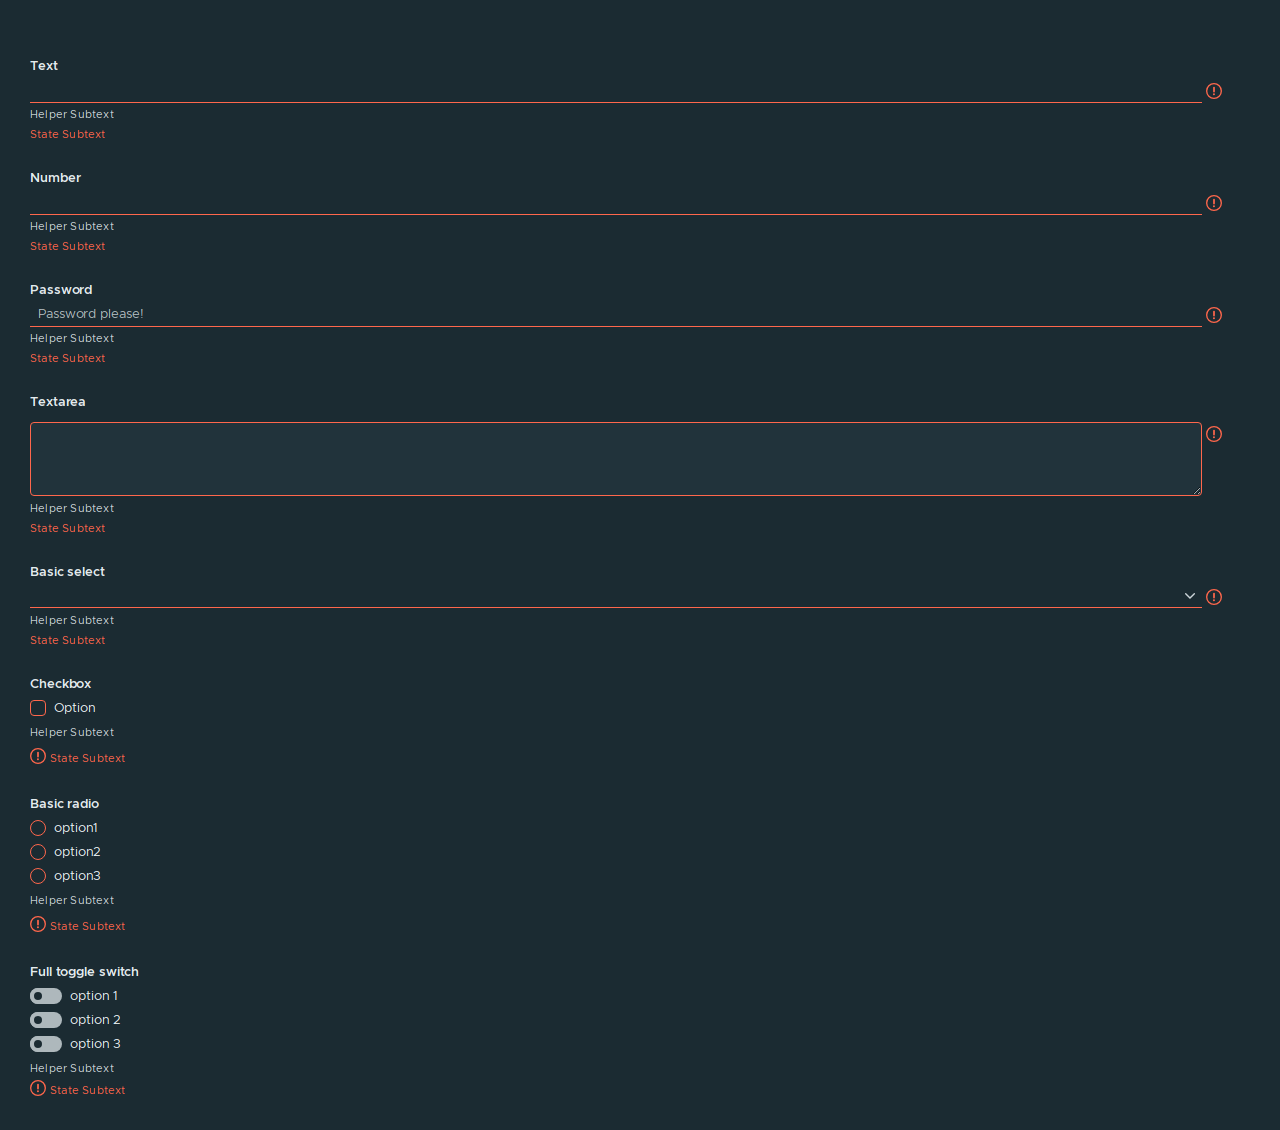 Text
Helper Subtext
State Subtext
Number
Helper Subtext
State Subtext
Password
Password please!
Helper Subtext
State Subtext
Textarea
Helper Subtext
State Subtext
Basic select
Helper Subtext
State Subtext
Checkbox
Option
Helper Subtext
State Subtext
Basic radio
option1
option2
option3
Helper Subtext
State Subtext
Full toggle switch
option 1
option 2
option 3
Helper Subtext
State Subtext